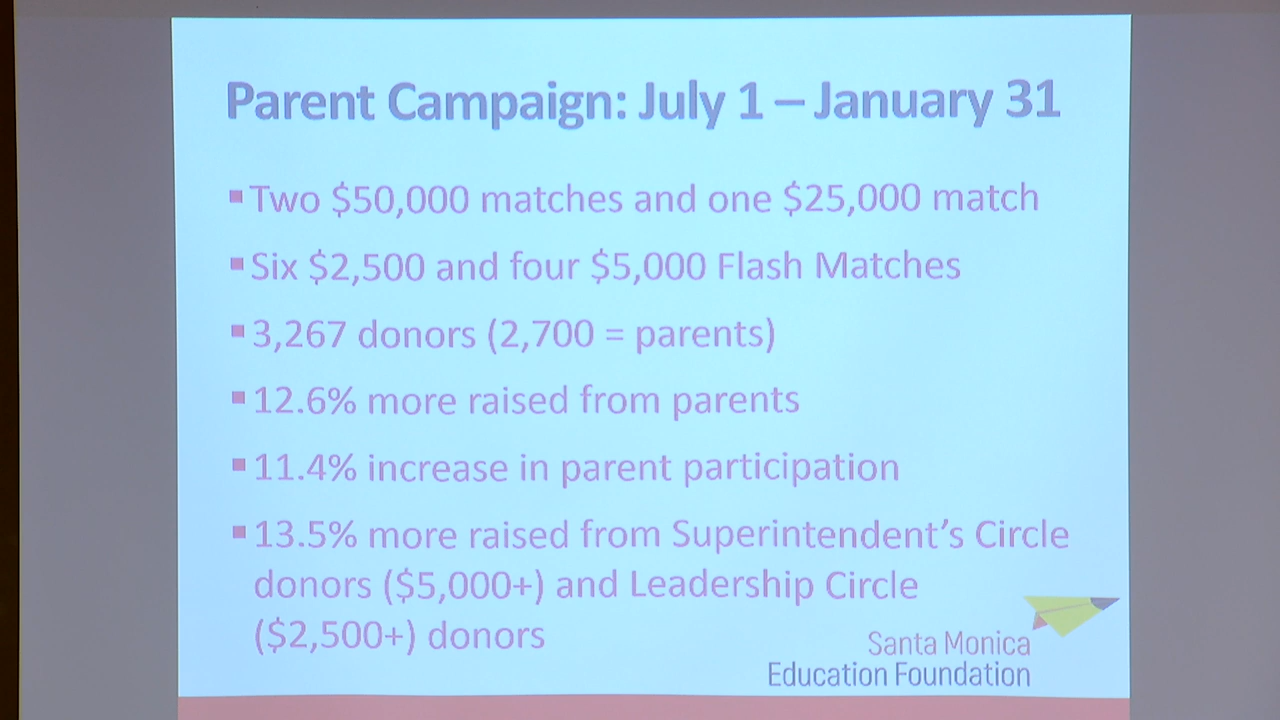 Parent Campaign: July 1 – January 31
▪Two $50,000 matches and one $25,000 match
▪Six $2,500 and four $5,000 Flash Matches
▪3,267 donors (2,700 = parents)
▪12.6% more raised from parents
▪11.4% increase in parent participation
▪13.5% more raised from Superintendent’s Circle
donors ($5,000+) and Leadership Circle
($2,500+) donors
Santa Monica
Education Foundation